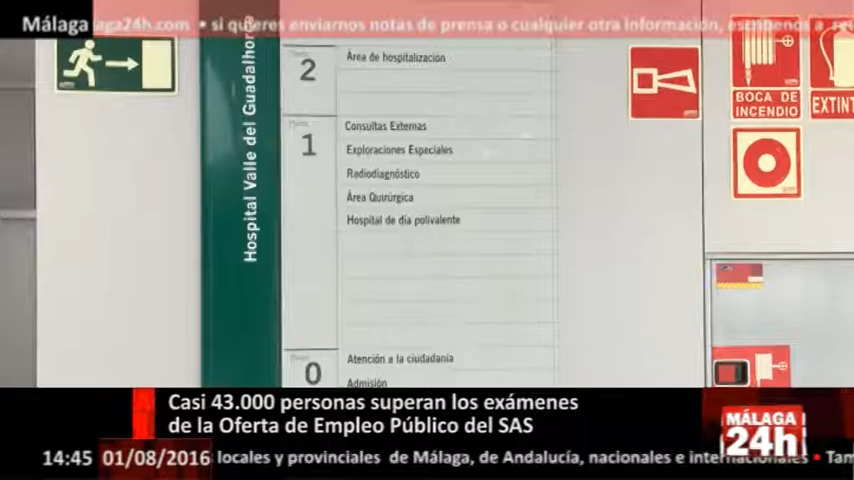 Málaga
laga24h.com • si quieres enviarnos notas de prensa o cualquier otra información, escríbenos a
Hospital Valle del Guadalhorce
2
Área de hospitalización
1
Consultas Externas
Exploraciones Especiales
Radiodiagnóstico
Área Quirúrgica
Hospital de día polivalente
0
Atención a la ciudadanía
Admisión
BOCA DE
INCENDIO
EXTINT
Casi 43.000 personas superan los exámenes
de la Oferta de Empleo Público del SAS
MÁLAGA
24h
14:45 01/08/2016 locales y provinciales de Málaga, de Andalucía, nacionales e internacionales • Tam